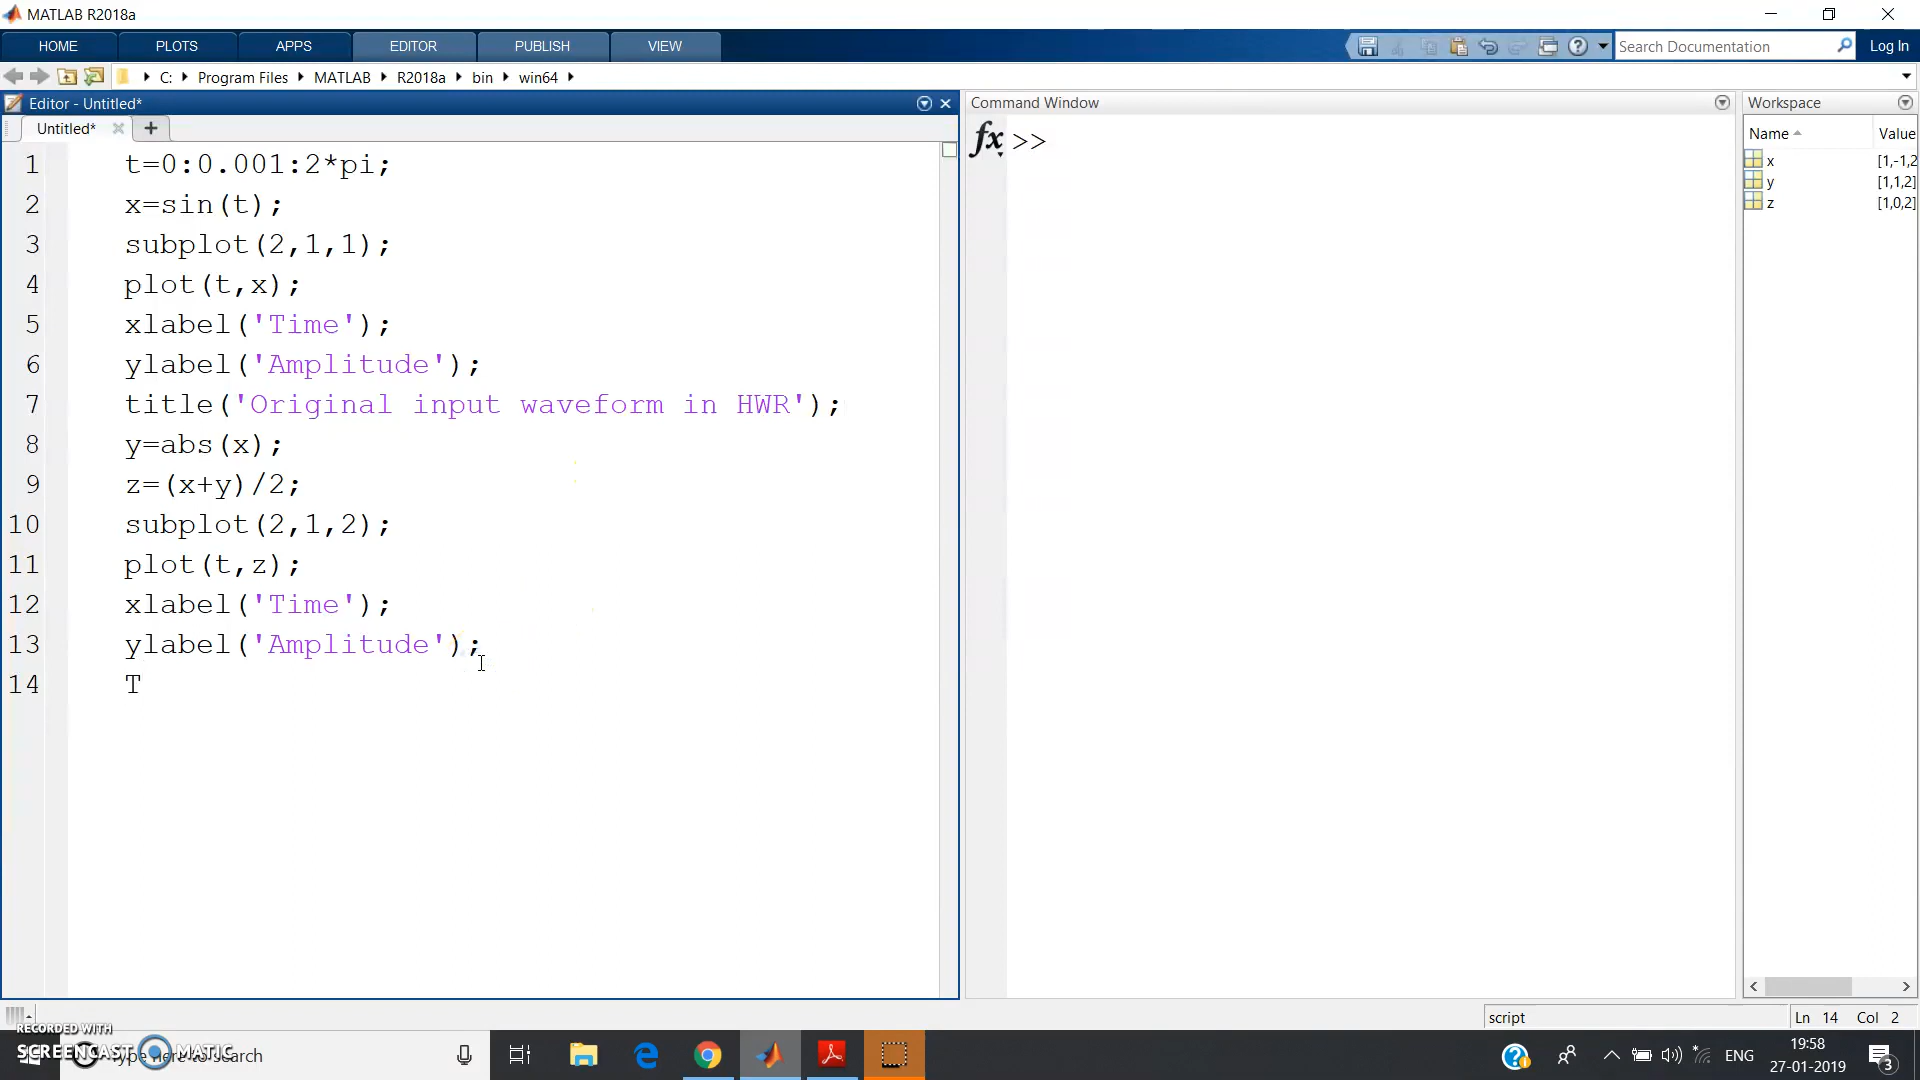 MATLAB R2018a
HOME PLOTS APPS EDITOR PUBLISH VIEW Search Documentation Log In
C: Program Files MATLAB R2018a bin win64
Editor - Untitled*
Untitled*
1 t=0:0.001:2*pi;
2 x=sin(t);
3 subplot(2,1,1);
4 plot(t,x);
5 xlabel('Time');
6 ylabel('Amplitude');
7 title('Original input waveform in HWR');
8 y=abs(x);
9 z=(x+y)/2;
10 subplot(2,1,2);
11 plot(t,z);
12 xlabel('Time');
13 ylabel('Amplitude');
14 T
Command Window
fx >>
Workspace
Name Value
x [1,-1,2
y [1,1,2]
z [1,0,2]
script Ln 14 Col 2
RECORDED WITH
SCREENCAST MATIC
Type here to search
ENG
19:58
27-01-2019
3